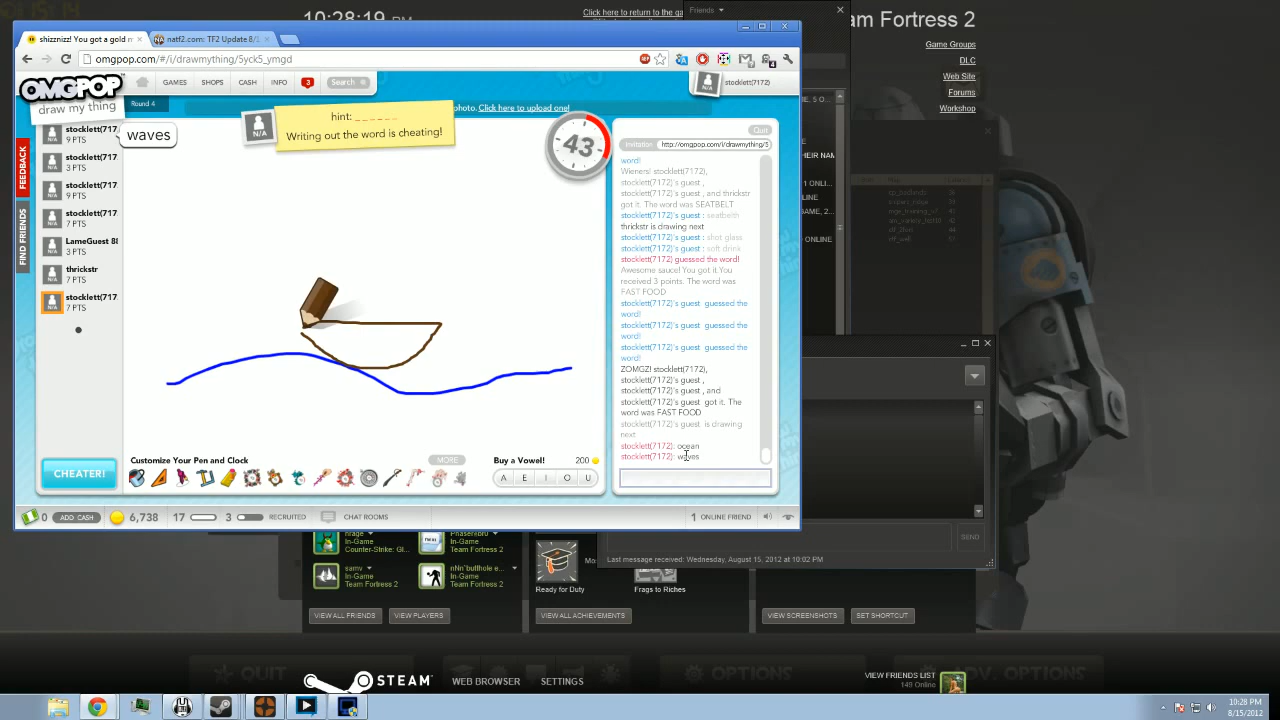 10:28:19 PM
Click here to return to the ga
Friends
am Fortress 2
Game Groups
DLC
Web Site
Forums
Workshop
shizznizz! You got a gold m
natf2.com: TF2 Update 8/1
omgpop.com/#/i/drawmything/5yck5_ymgd
OMGPOP
GAMES
SHOPS
CASH
INFO
3
Search
stocklett(7172)
draw my thing
Round 4
photo. Click here to upload one!
hint: _ _ _ _ _ _
Writing out the word is cheating!
43
FEEDBACK
FIND FRIENDS
stocklett(717
9 PTS
waves
stocklett(717
3 PTS
stocklett(717
9 PTS
stocklett(717
7 PTS
LameGuest 8
3 PTS
thrickstr
7 PTS
stocklett(717
7 PTS
Quit
Invitation
http://omgpop.com/i/drawmything/5
word!
Wieners! stocklett(7172),
stocklett(7172)'s guest ,
stocklett(7172)'s guest , and thrickstr
got it. The word was SEATBELT
stocklett(7172)'s guest : seatbelth
thrickstr is drawing next
stocklett(7172)'s guest : shot glass
stocklett(7172)'s guest : soft drink
stocklett(7172) guessed the word!
Awesome sauce! You got it.You
received 3 points. The word was
FAST FOOD
stocklett(7172)'s guest guessed the
word!
stocklett(7172)'s guest guessed the
word!
stocklett(7172)'s guest guessed the
word!
ZOMGZ! stocklett(7172),
stocklett(7172)'s guest ,
stocklett(7172)'s guest , and
stocklett(7172)'s guest got it. The
word was FAST FOOD
stocklett(7172)'s guest is drawing
next
stocklett(7172): ocean
stocklett(7172): waves
CHEATER!
Customize Your Pen and Clock
MORE
Buy a Vowel!
200
A E I O U
0
ADD CASH
6,738
17
3
RECRUITED
CHAT ROOMS
1 ONLINE FRIEND
SEND
Last message received: Wednesday, August 15, 2012 at 10:02 PM
In-Game
Counter-Strike: Gl...
In-Game
Team Fortress 2
samv
In-Game
Team Fortress 2
nNn'butthole e...
In-Game
Team Fortress 2
Ready for Duty
Frags to Riches
VIEW ALL FRIENDS
VIEW PLAYERS
VIEW ALL ACHIEVEMENTS
VIEW SCREENSHOTS
SET SHORTCUT
QUIT
OPTIONS
ADV. OPTIONS
STEAM
WEB BROWSER
SETTINGS
VIEW FRIENDS LIST
148 Online
10:28 PM
8/15/2012